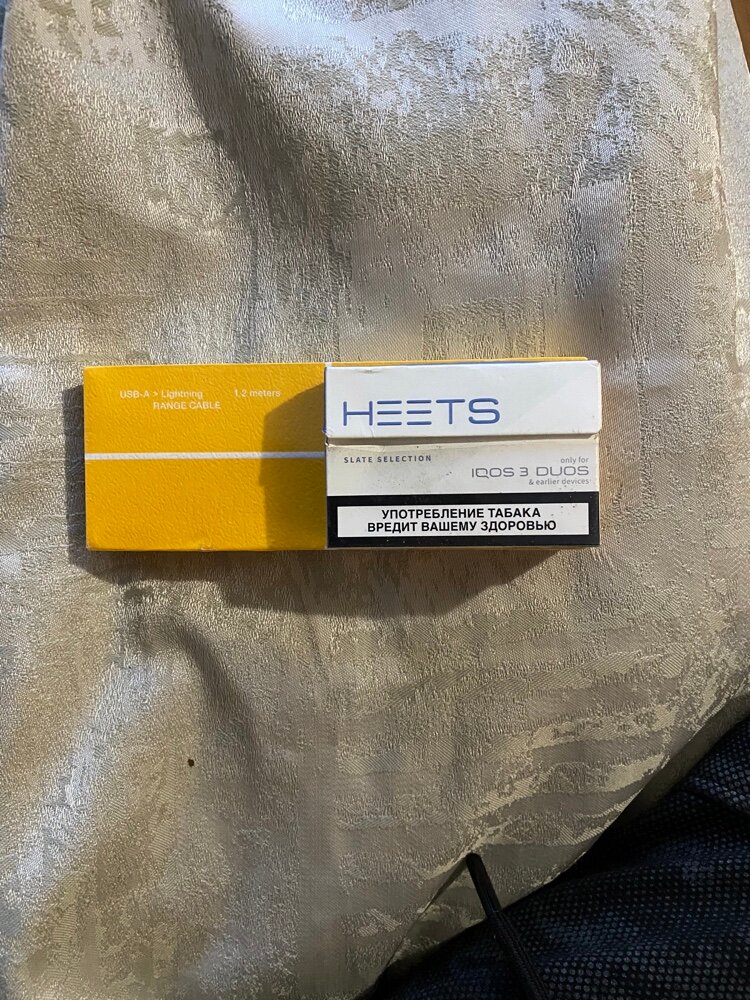 USB-A > Lightning 1.2 meters
RANGE CABLE
HEETS
SLATE SELECTION
only for
IQOS 3 DUOS
& earlier devices
УПОТРЕБЛЕНИЕ ТАБАКА
ВРЕДИТ ВАШЕМУ ЗДОРОВЬЮ